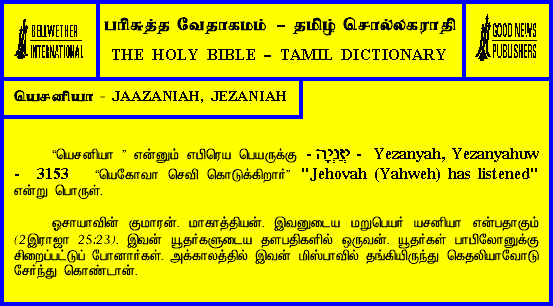 BELLWETHER
INTERNATIONAL
பரிசுத்த வேதாகமம் – தமிழ் சொல்லகராதி
THE HOLY BIBLE – TAMIL DICTIONARY
GOOD NEWS
PUBLISHERS
யெசனியா - JAAZANIAH, JEZANIAH
“யெசனியா ” என்னும் எபிரெய பெயருக்கு - יְזַנְיָה - Yezanyah, Yezanyahuw
- 3153 “யெகோவா செவி கொடுக்கிறார்” "Jehovah (Yahweh) has listened"
என்று பொருள்.
ஓசாயாவின் குமாரன். மாகாத்தியன். இவனுடைய மறுபெயர் யசனியா என்பதாகும்
(2இராஜா 25:23). இவன் யூதர்களுடைய தளபதிகளில் ஒருவன். யூதர்கள் பாபிலோனுக்கு
சிறைப்பட்டுப் போனார்கள். அக்காலத்தில் இவன் மிஸ்பாவில் தங்கியிருந்து கெதலியாவோடு
சேர்ந்து கொண்டான்.